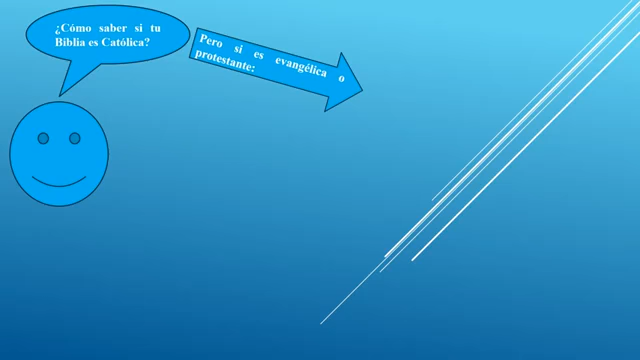 ¿Cómo saber si tu
Biblia es Católica?
Pero si es evangélica o
protestante: